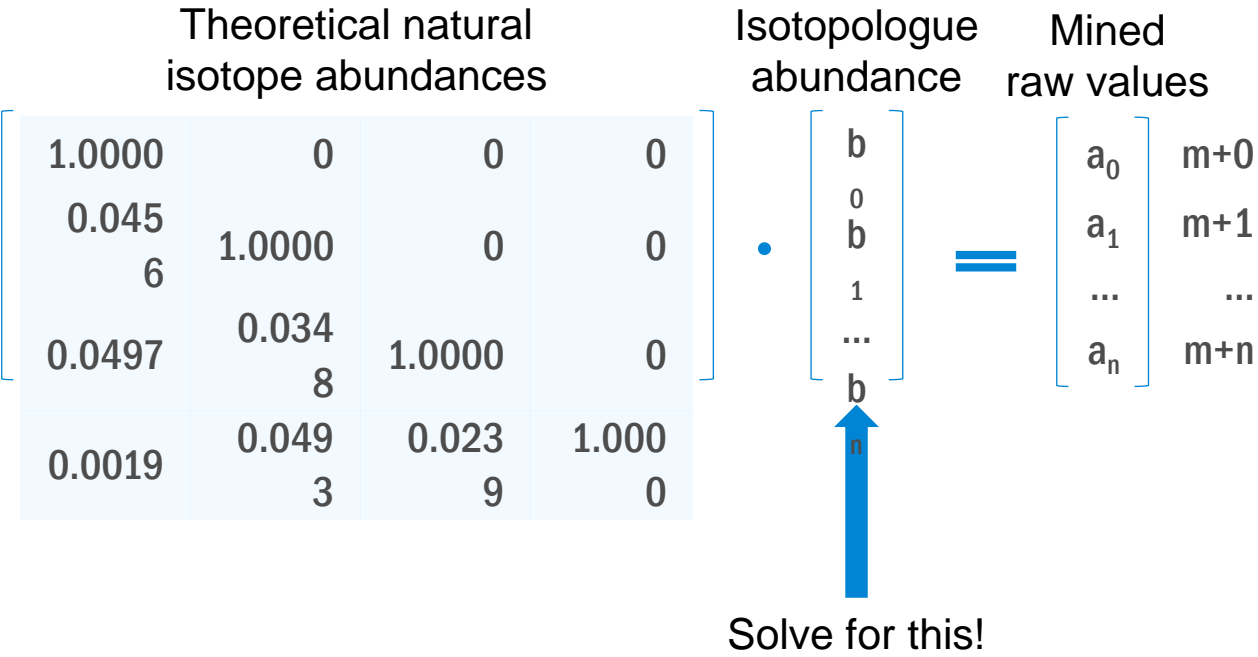 Theoretical natural
isotope abundances
Isotopologue
abundance
Mined
raw values
1.0000 0 0 0
0.045
6 1.0000 0 0
0.0497 0.034
8 1.0000 0
0.0019 0.049
3 0.023
9 1.000
0
•
b
0
b
1
...
b
n
=
a₀ m+0
a₁ m+1
... ...
aₙ m+n
Solve for this!